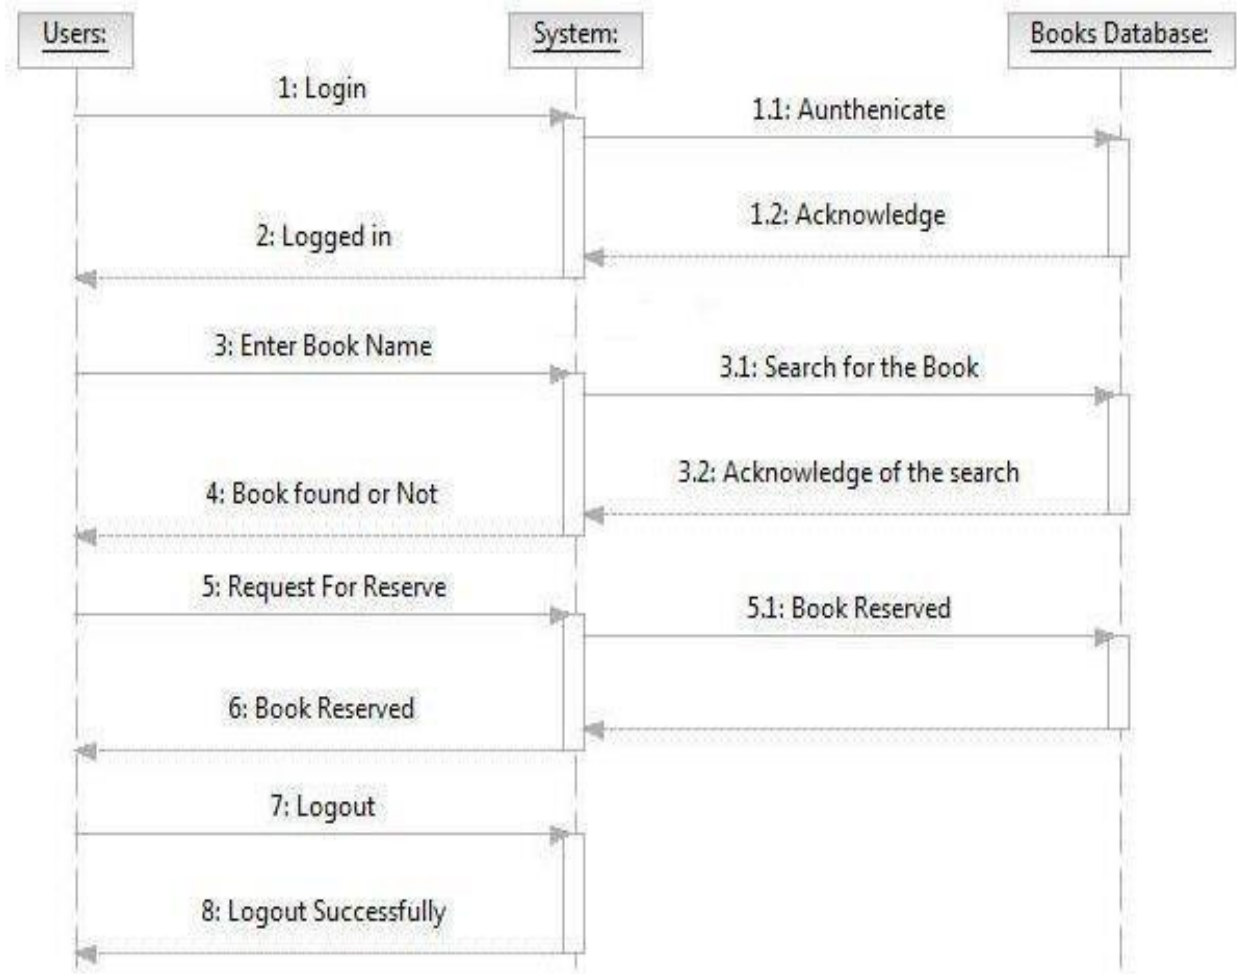 Users:
System:
Books Database:
1: Login
1.1: Aunthenicate
1.2: Acknowledge
2: Logged in
3: Enter Book Name
3.1: Search for the Book
3.2: Acknowledge of the search
4: Book found or Not
5: Request For Reserve
5.1: Book Reserved
6: Book Reserved
7: Logout
8: Logout Successfully